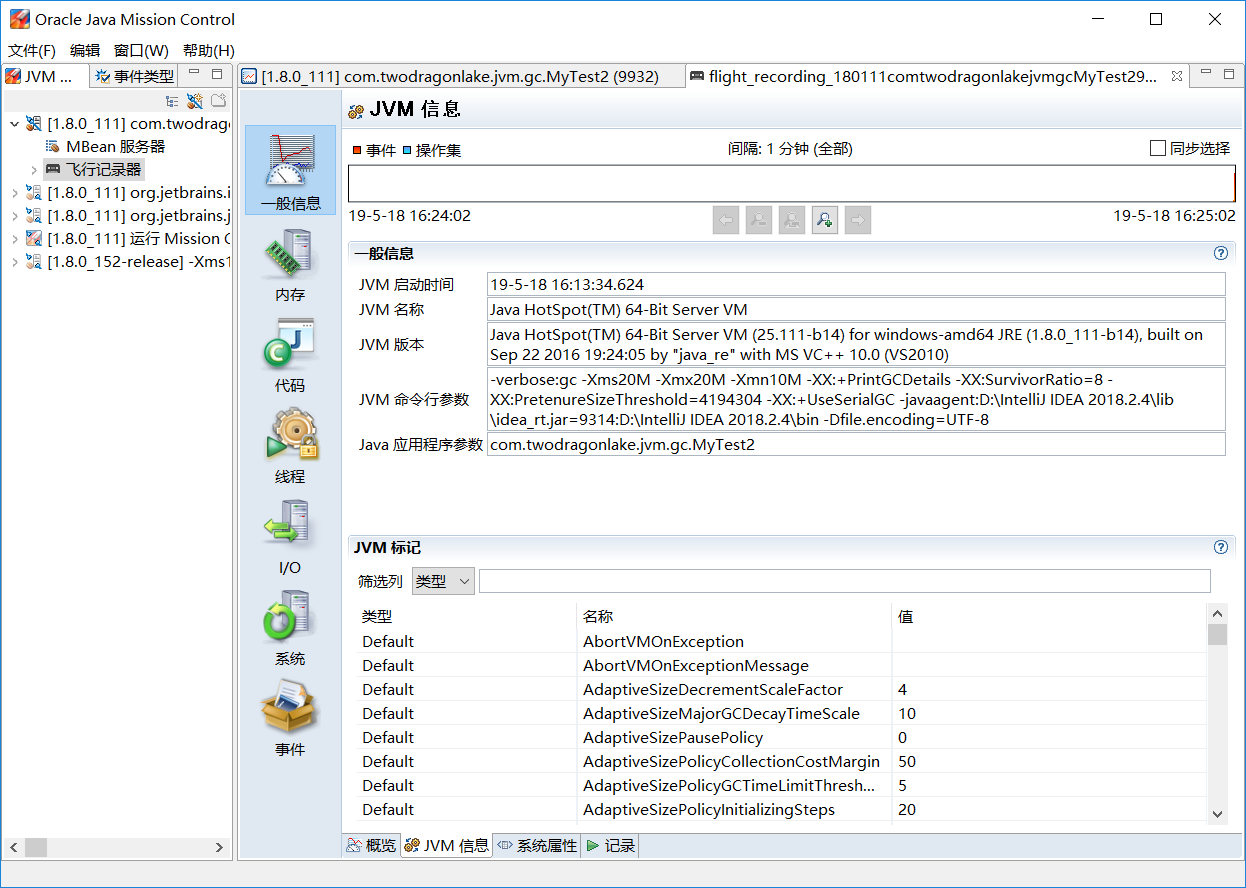 Oracle Java Mission Control
文件(F) 编辑 窗口(W) 帮助(H)
JVM ...
事件类型
[1.8.0_111] com.twodrag
MBean 服务器
飞行记录器
[1.8.0_111] org.jetbrains.i
[1.8.0_111] org.jetbrains.j
[1.8.0_111] 运行 Mission C
[1.8.0_152-release] -Xms1
[1.8.0_111] com.twodragonlake.jvm.gc.MyTest2 (9932)
flight_recording_180111comtwodragonlakejvmgcMyTest29...
一般信息
内存
代码
线程
I/O
系统
事件
JVM 信息
事件 操作集 间隔: 1 分钟 (全部) 同步选择
19-5-18 16:24:02 19-5-18 16:25:02
一般信息
JVM 启动时间 19-5-18 16:13:34.624
JVM 名称 Java HotSpot(TM) 64-Bit Server VM
JVM 版本 Java HotSpot(TM) 64-Bit Server VM (25.111-b14) for windows-amd64 JRE (1.8.0_111-b14), built on
Sep 22 2016 19:24:05 by "java_re" with MS VC++ 10.0 (VS2010)
JVM 命令行参数 -verbose:gc -Xms20M -Xmx20M -Xmn10M -XX:+PrintGCDetails -XX:SurvivorRatio=8 -
XX:PretenureSizeThreshold=4194304 -XX:+UseSerialGC -javaagent:D:\IntelliJ IDEA 2018.2.4\lib
\idea_rt.jar=9314:D:\IntelliJ IDEA 2018.2.4\bin -Dfile.encoding=UTF-8
Java 应用程序参数 com.twodragonlake.jvm.gc.MyTest2
JVM 标记
筛选列 类型
类型 名称 值
Default AbortVMOnException
Default AbortVMOnExceptionMessage
Default AdaptiveSizeDecrementScaleFactor 4
Default AdaptiveSizeMajorGCDecayTimeScale 10
Default AdaptiveSizePausePolicy 0
Default AdaptiveSizePolicyCollectionCostMargin 50
Default AdaptiveSizePolicyGCTimeLimitThresh... 5
Default AdaptiveSizePolicyInitializingSteps 20
概览 JVM 信息 系统属性 记录